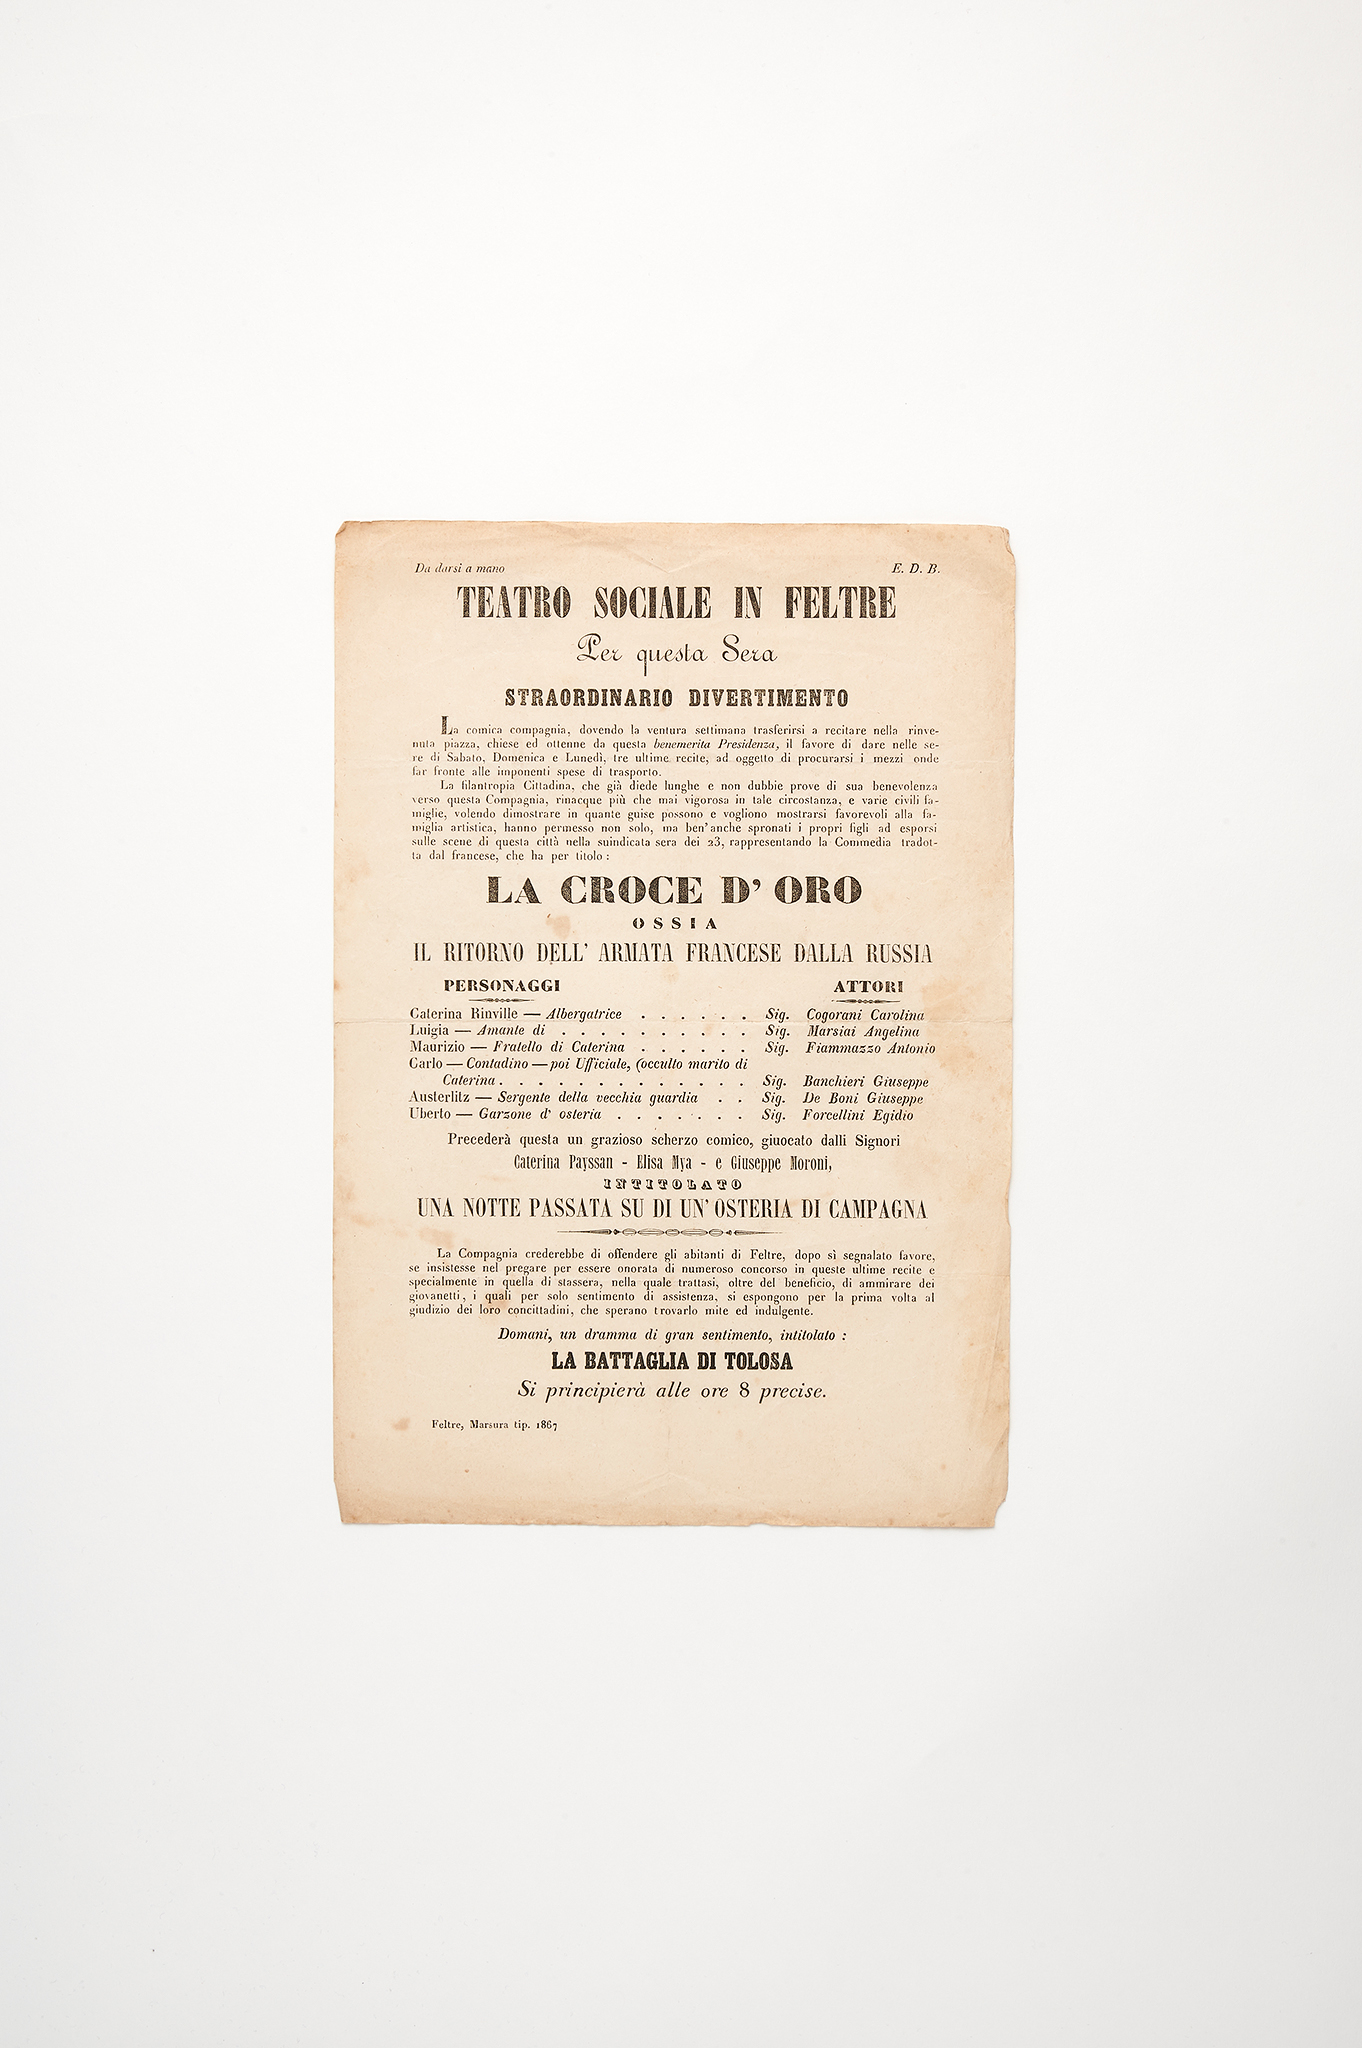 Da darsi a mano E. D. B.
TEATRO SOCIALE IN FELTRE
Per questa Sera
STRAORDINARIO DIVERTIMENTO
La comica compagnia, dovendo la ventura settimana trasferirsi a recitare nella rinve-
nuta piazza, chiese ed ottenne da questa benemerita Presidenza, il favore di dare nelle se-
re di Sabato, Domenica e Lunedì, tre ultime recite, ad oggetto di procurarsi i mezzi onde
far fronte alle imponenti spese di trasporto.
La filantropia Cittadina, che già diede lunghe e non dubbie prove di sua benevolenza
verso questa Compagnia, rinacque più che mai vigorosa in tale circostanza, e varie civili fa-
miglie, volendo dimostrare in quante guise possono e vogliono mostrarsi favorevoli alla fa-
miglia artistica, hanno permesso non solo, ma ben' anche spronati i propri figli ad esporsi
sulle scene di questa città nella suindicata sera dei 23, rappresentando la Commedia tradot-
ta dal francese, che ha per titolo :
LA CROCE D' ORO
OSSIA
IL RITORNO DELL' ARMATA FRANCESE DALLA RUSSIA
PERSONAGGI ATTORI
Caterina Rinville — Albergatrice . . . . . . Sig. Cogorani Carolina
Luigia — Amante di . . . . . . . . . . Sig. Marsiai Angelina
Maurizio — Fratello di Caterina . . . . . . Sig. Fiammazzo Antonio
Carlo — Contadino — poi Ufficiale, (occulto marito di
Caterina . . . . . . . . . . . . . Sig. Banchieri Giuseppe
Austerlitz — Sergente della vecchia guardia . . Sig. De Boni Giuseppe
Uberto — Garzone d' osteria . . . . . . . Sig. Forcellini Egidio
Precederà questa un grazioso scherzo comico, giuocato dalli Signori
Caterina Payssan - Elisa Mya - e Giuseppe Moroni,
INTITOLATO
UNA NOTTE PASSATA SU DI UN' OSTERIA DI CAMPAGNA
La Compagnia crederebbe di offendere gli abitanti di Feltre, dopo sì segnalato favore,
se insistesse nel pregare per essere onorata di numeroso concorso in queste ultime recite e
specialmente in quella di stassera, nella quale trattasi, oltre del beneficio, di ammirare dei
giovanetti, i quali per solo sentimento di assistenza, si espongono per la prima volta al
giudizio dei loro concittadini, che sperano trovarlo mite ed indulgente.
Domani, un dramma di gran sentimento, intitolato :
LA BATTAGLIA DI TOLOSA
Si principierà alle ore 8 precise.
Feltre, Marsura tip. 1867